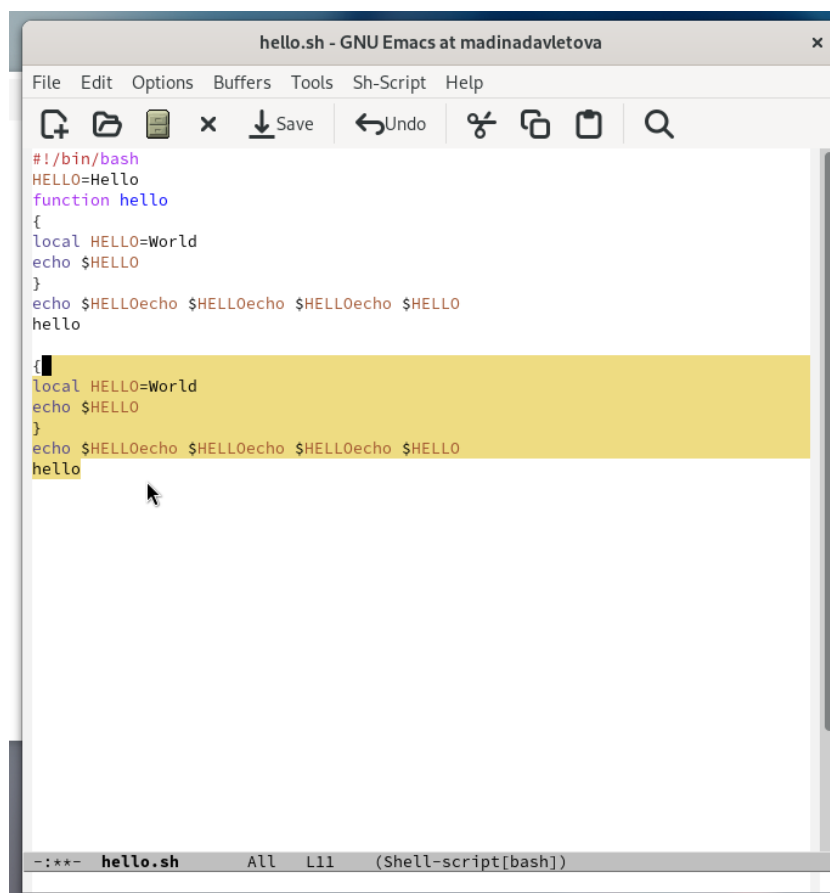 hello.sh - GNU Emacs at madinadavletova
File Edit Options Buffers Tools Sh-Script Help
Save Undo
#!/bin/bash
HELLO=Hello
function hello
{
local HELLO=World
echo $HELLO
}
echo $HELLOecho $HELLOecho $HELLOecho $HELLO
hello
{
local HELLO=World
echo $HELLO
}
echo $HELLOecho $HELLOecho $HELLOecho $HELLO
hello
-:**- hello.sh All L11 (Shell-script[bash])